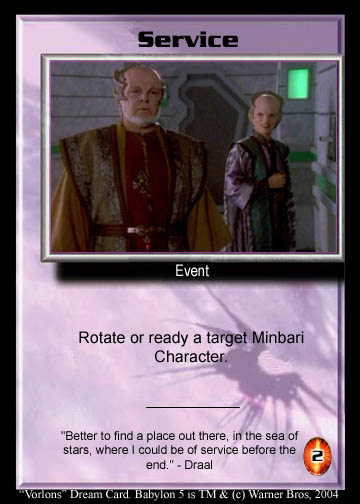 Service
Event
Rotate or ready a target Minbari
Character.
"Better to find a place out there, in the sea of
stars, where I could be of service before the
end." - Draal
2
"Vorlons" Dream Card. Babylon 5 is TM & (c) Warner Bros, 2004